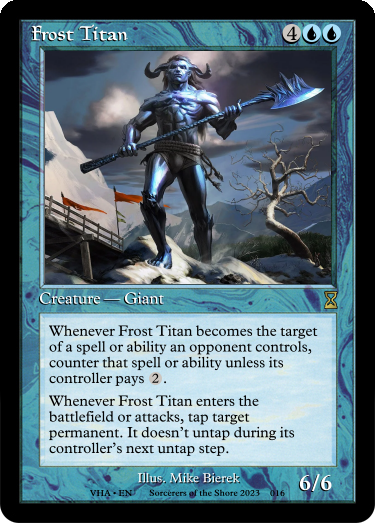 Frost Titan 4
Creature — Giant
Whenever Frost Titan becomes the target
of a spell or ability an opponent controls,
counter that spell or ability unless its
controller pays 2.
Whenever Frost Titan enters the
battlefield or attacks, tap target
permanent. It doesn't untap during its
controller's next untap step.
Illus. Mike Bierek
6/6
VHA • EN Sorcerers of the Shore 2023 016